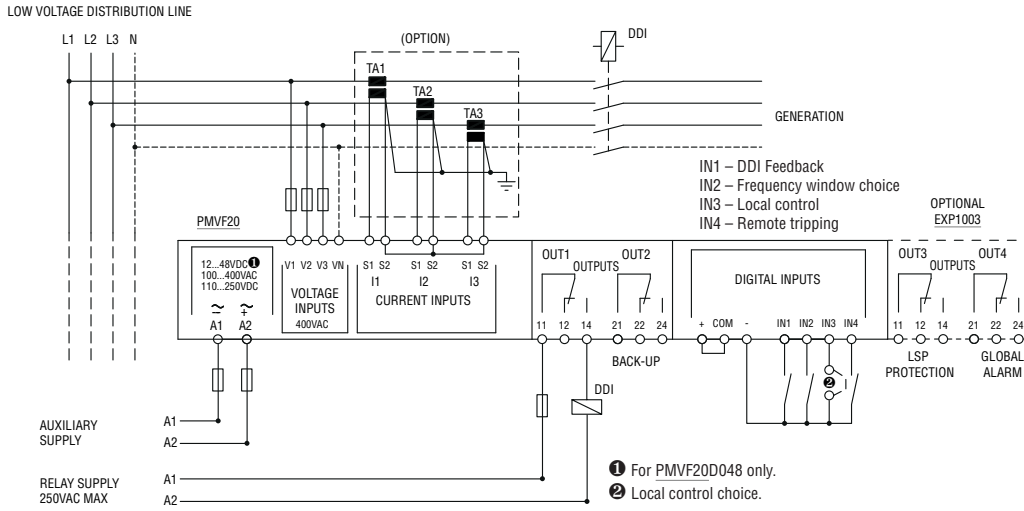 LOW VOLTAGE DISTRIBUTION LINE
L1 L2 L3 N
(OPTION)
DDI
TA1
TA2
TA3
GENERATION
IN1 – DDI Feedback
IN2 – Frequency window choice
IN3 – Local control
IN4 – Remote tripping
OPTIONAL
EXP1003
PMVF20
12...48VDC❶
100...400VAC
110...250VDC
A1 A2
V1 V2 V3 VN
VOLTAGE
INPUTS
400VAC
S1 S2 S1 S2 S1 S2
I1 I2 I3
CURRENT INPUTS
OUT1 OUT2
OUTPUTS
11 12 14 21 22 24
BACK-UP
DIGITAL INPUTS
+ COM - IN1 IN2 IN3 IN4
❷
OUT3 OUT4
OUTPUTS
11 12 14 21 22 24
LSP
PROTECTION
GLOBAL
ALARM
DDI
AUXILIARY
SUPPLY
A1
A2
RELAY SUPPLY
250VAC MAX
A1
A2
❶ For PMVF20D048 only.
❷ Local control choice.